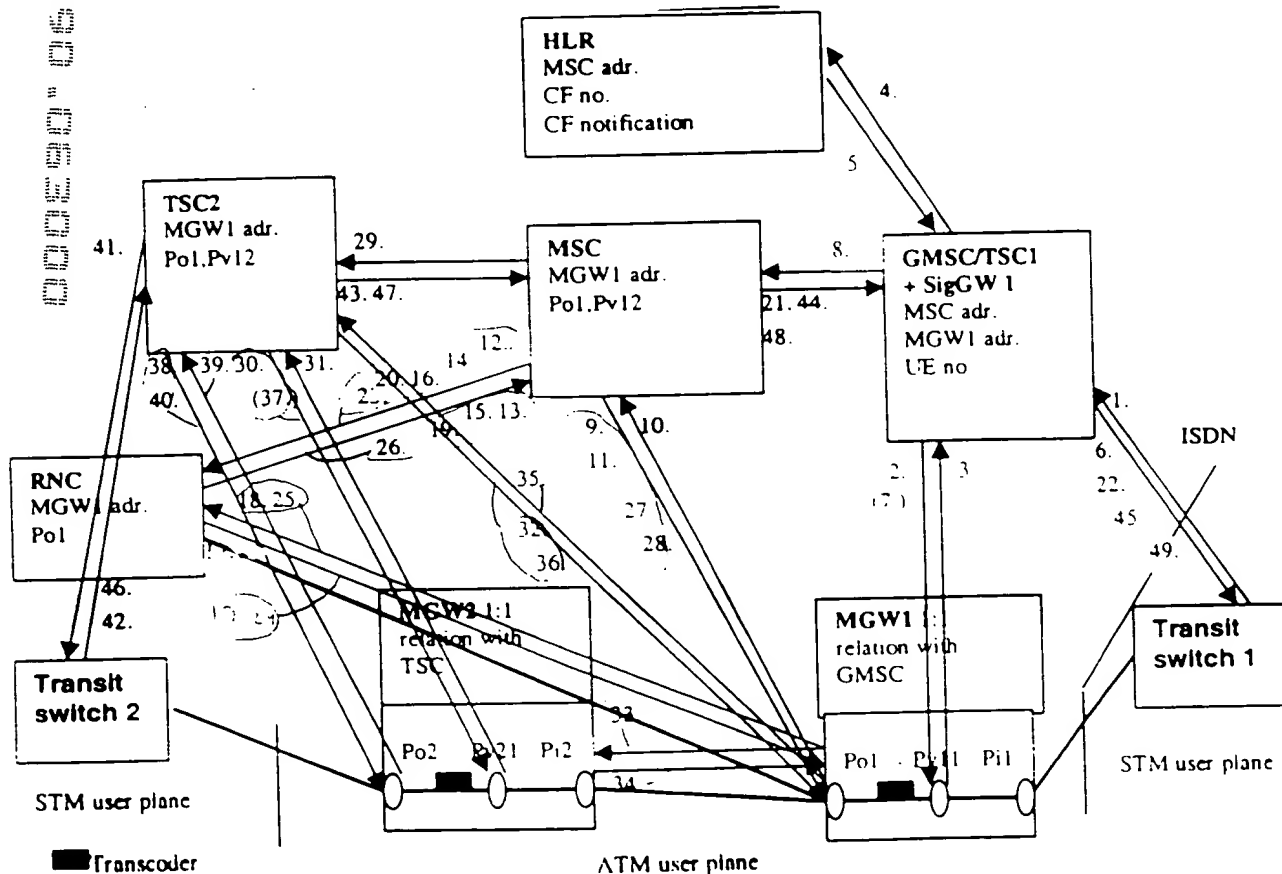 HLR
MSC adr.
CF no.
CF notification
4.
5
TSC2
MGW1 adr.
Po1,Pv12
41.
29.
43. 47.
MSC
MGW1 adr.
Po1,Pv12
8.
21. 44.
48.
GMSC/TSC1
+ SigGW 1
MSC adr.
MGW1 adr.
UE no
38.
39. 30.
31.
40.
(37.)
20. 16.
14
12..
15. 13.
19.
26.
9.
10.
11.
1.
ISDN
6.
22.
45
49.
2.
3
(7.)
RNC
MGW1 adr.
Po1
18. 25.
35.
32.
36.
27
28.
46.
42.
MGW2 1:1
relation with
TSC
MGW1 1:
relation with
GMSC
Transit
switch 1
Transit
switch 2
33
Po2
Pv21
Pi2
Po1
Pv11
Pi1
34.
STM user plane
STM user plane
Transcoder
ATM user plane